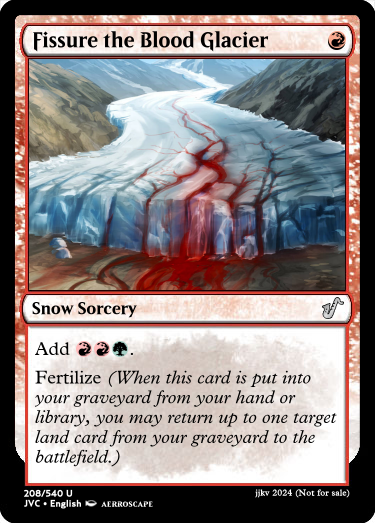 Fissure the Blood Glacier
Snow Sorcery
Add .
Fertilize (When this card is put into
your graveyard from your hand or
library, you may return up to one target
land card from your graveyard to the
battlefield.)
208/540 U
jjkv 2024 (Not for sale)
JVC • English AERROSCAPE